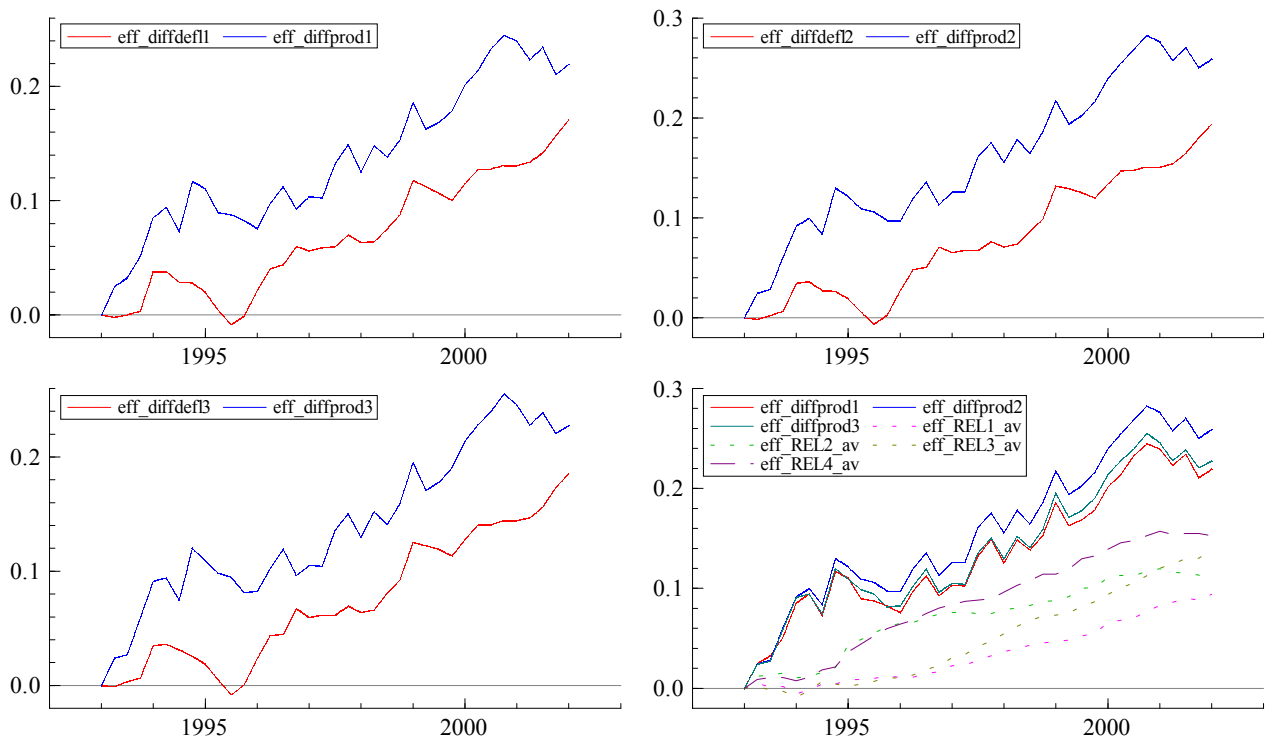 eff_diffdefl1 eff_diffprod1
0.2
0.1
0.0
1995 2000
0.3
eff_diffdefl2 eff_diffprod2
0.2
0.1
0.0
1995 2000
eff_diffdefl3 eff_diffprod3
0.2
0.1
0.0
1995 2000
0.3
eff_diffprod1 eff_diffprod2
eff_diffprod3 eff_REL1_av
eff_REL2_av eff_REL3_av
eff_REL4_av
0.2
0.1
0.0
1995 2000